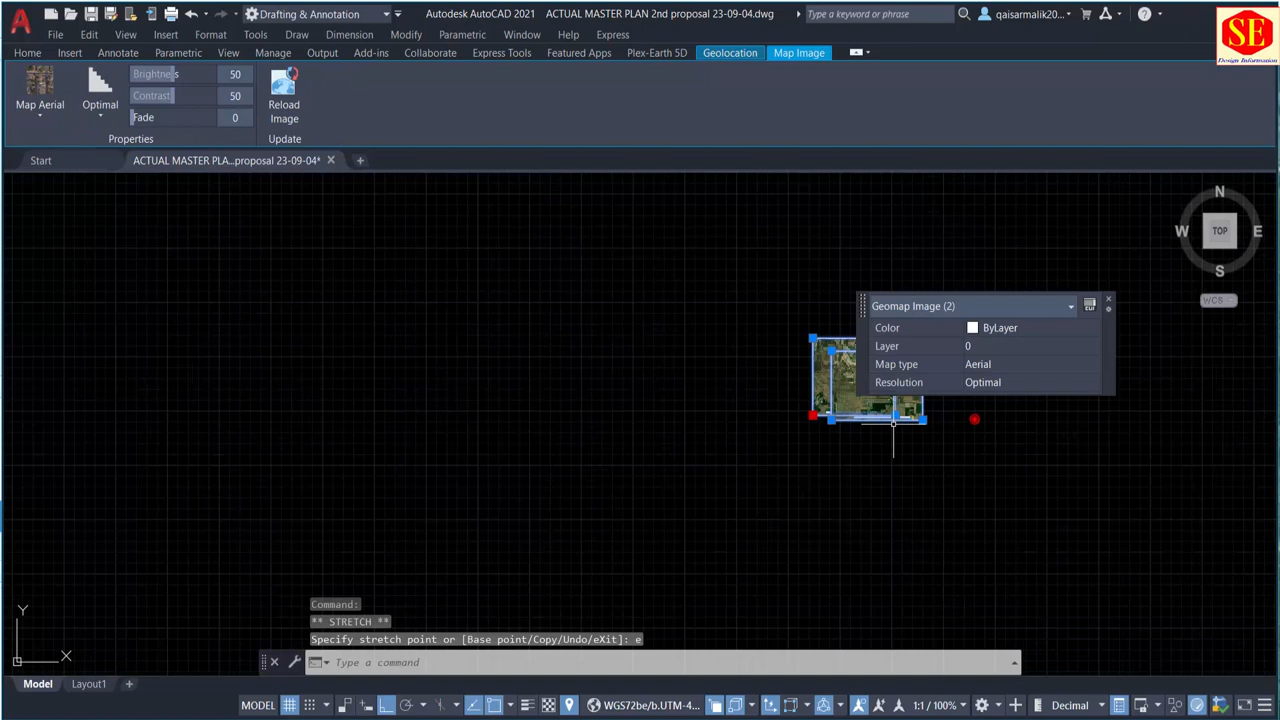 Drafting & Annotation
Autodesk AutoCAD 2021 ACTUAL MASTER PLAN 2nd proposal 23-09-04.dwg
Type a keyword or phrase
qaisarmalik20...
SE
Design Information
File Edit View Insert Format Tools Draw Dimension Modify Parametric Window Help Express
Home Insert Annotate Parametric View Manage Output Add-ins Collaborate Express Tools Featured Apps Plex-Earth 5D Geolocation Map Image
Map Aerial
Optimal
Brightness 50
Contrast 50
Fade 0
Reload Image
Properties
Update
Start
ACTUAL MASTER PLA...proposal 23-09-04*
N
W TOP E
S
WCS
Geomap Image (2)
Color ByLayer
Layer 0
Map type Aerial
Resolution Optimal
Y
X
Command:
** STRETCH **
Specify stretch point or [Base point/Copy/Undo/eXit]: e
Type a command
Model Layout1
MODEL
WGS72be/b.UTM-4...
1:1 / 100%
Decimal